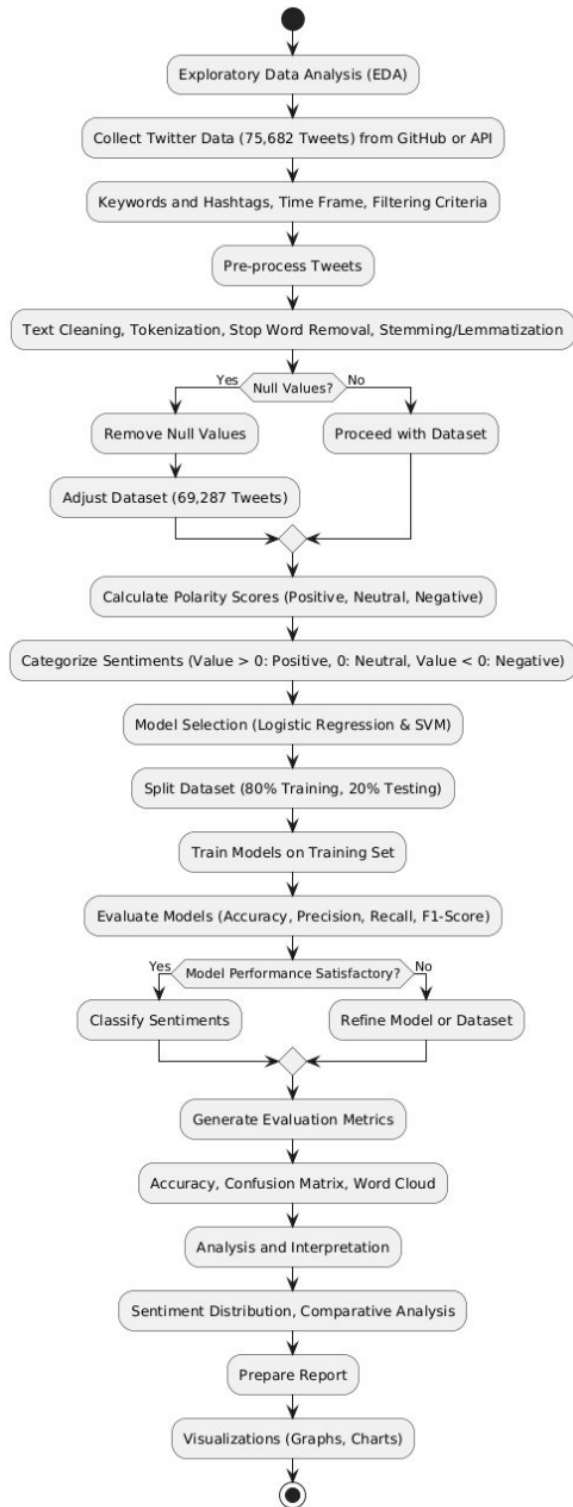 Exploratory Data Analysis (EDA)
Collect Twitter Data (75,682 Tweets) from GitHub or API
Keywords and Hashtags, Time Frame, Filtering Criteria
Pre-process Tweets
Text Cleaning, Tokenization, Stop Word Removal, Stemming/Lemmatization
Yes
Null Values?
No
Remove Null Values
Proceed with Dataset
Adjust Dataset (69,287 Tweets)
Calculate Polarity Scores (Positive, Neutral, Negative)
Categorize Sentiments (Value > 0: Positive, 0: Neutral, Value < 0: Negative)
Model Selection (Logistic Regression & SVM)
Split Dataset (80% Training, 20% Testing)
Train Models on Training Set
Evaluate Models (Accuracy, Precision, Recall, F1-Score)
Yes
Model Performance Satisfactory?
No
Classify Sentiments
Refine Model or Dataset
Generate Evaluation Metrics
Accuracy, Confusion Matrix, Word Cloud
Analysis and Interpretation
Sentiment Distribution, Comparative Analysis
Prepare Report
Visualizations (Graphs, Charts)